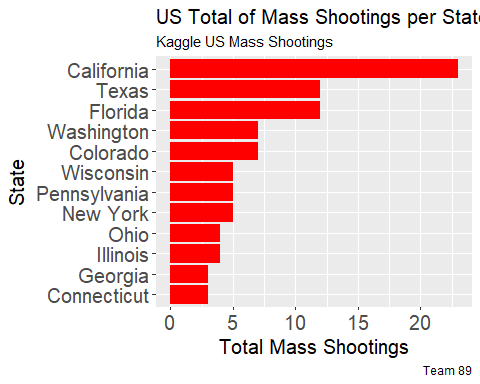 US Total of Mass Shootings per Stat
Kaggle US Mass Shootings
State
California
Texas
Florida
Washington
Colorado
Wisconsin
Pennsylvania
New York
Ohio
Illinois
Georgia
Connecticut
0 5 10 15 20
Total Mass Shootings
Team 89